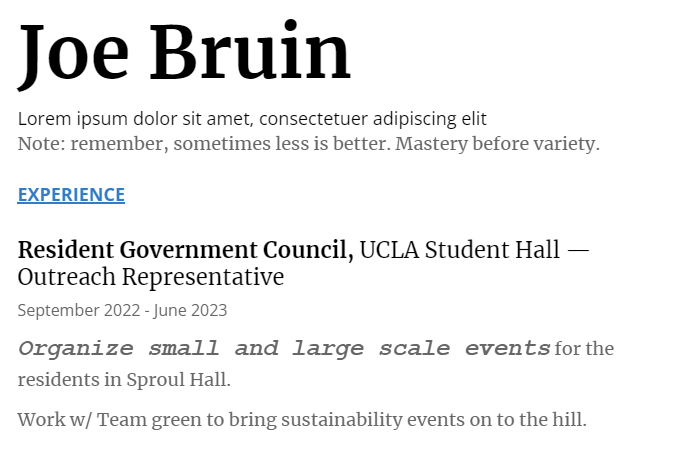 Joe Bruin
Lorem ipsum dolor sit amet, consectetuer adipiscing elit
Note: remember, sometimes less is better. Mastery before variety.
EXPERIENCE
Resident Government Council, UCLA Student Hall —
Outreach Representative
September 2022 - June 2023
Organize small and large scale events for the
residents in Sproul Hall.
Work w/ Team green to bring sustainability events on to the hill.